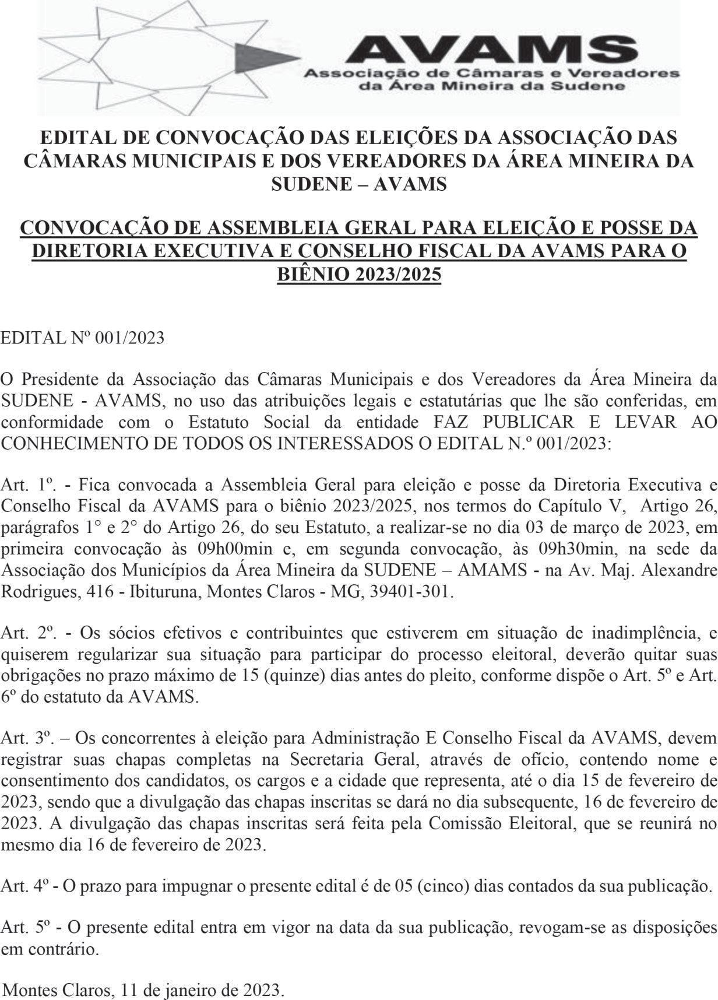 AVAMS
Associação de Câmaras e Vereadores
da Área Mineira da Sudene
EDITAL DE CONVOCAÇÃO DAS ELEIÇÕES DA ASSOCIAÇÃO DAS
CÂMARAS MUNICIPAIS E DOS VEREADORES DA ÁREA MINEIRA DA
SUDENE – AVAMS
CONVOCAÇÃO DE ASSEMBLEIA GERAL PARA ELEIÇÃO E POSSE DA
DIRETORIA EXECUTIVA E CONSELHO FISCAL DA AVAMS PARA O
BIÊNIO 2023/2025
EDITAL Nº 001/2023
O Presidente da Associação das Câmaras Municipais e dos Vereadores da Área Mineira da
SUDENE - AVAMS, no uso das atribuições legais e estatutárias que lhe são conferidas, em
conformidade com o Estatuto Social da entidade FAZ PUBLICAR E LEVAR AO
CONHECIMENTO DE TODOS OS INTERESSADOS O EDITAL N.º 001/2023:
Art. 1º. - Fica convocada a Assembleia Geral para eleição e posse da Diretoria Executiva e
Conselho Fiscal da AVAMS para o biênio 2023/2025, nos termos do Capítulo V, Artigo 26,
parágrafos 1° e 2° do Artigo 26, do seu Estatuto, a realizar-se no dia 03 de março de 2023, em
primeira convocação às 09h00min e, em segunda convocação, às 09h30min, na sede da
Associação dos Municípios da Área Mineira da SUDENE – AMAMS - na Av. Maj. Alexandre
Rodrigues, 416 - Ibituruna, Montes Claros - MG, 39401-301.
Art. 2º. - Os sócios efetivos e contribuintes que estiverem em situação de inadimplência, e
quiserem regularizar sua situação para participar do processo eleitoral, deverão quitar suas
obrigações no prazo máximo de 15 (quinze) dias antes do pleito, conforme dispõe o Art. 5º e Art.
6º do estatuto da AVAMS.
Art. 3º. – Os concorrentes à eleição para Administração E Conselho Fiscal da AVAMS, devem
registrar suas chapas completas na Secretaria Geral, através de ofício, contendo nome e
consentimento dos candidatos, os cargos e a cidade que representa, até o dia 15 de fevereiro de
2023, sendo que a divulgação das chapas inscritas se dará no dia subsequente, 16 de fevereiro de
2023. A divulgação das chapas inscritas será feita pela Comissão Eleitoral, que se reunirá no
mesmo dia 16 de fevereiro de 2023.
Art. 4º - O prazo para impugnar o presente edital é de 05 (cinco) dias contados da sua publicação.
Art. 5º - O presente edital entra em vigor na data da sua publicação, revogam-se as disposições
em contrário.
Montes Claros, 11 de janeiro de 2023.